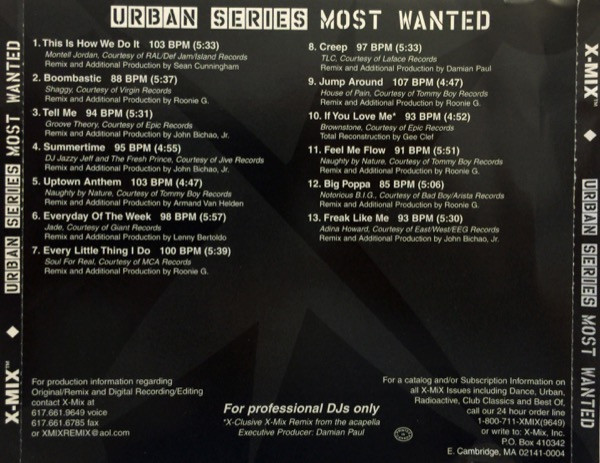 URBAN SERIES MOST WANTED
1. This Is How We Do It 103 BPM (5:33)
Montell Jordan, Courtesy of RAL/Def Jam/Island Records
Remix and Additional Production by Sean Cunningham
2. Boombastic 88 BPM (5:37)
Shaggy, Courtesy of Virgin Records
Remix and Additional Production by Roonie G.
3. Tell Me 94 BPM (5:31)
Groove Theory, Courtesy of Epic Records
Remix and Additional Production by John Bichao, Jr.
4. Summertime 95 BPM (4:55)
DJ Jazzy Jeff and The Fresh Prince, Courtesy of Jive Records
Remix and Additional Production by John Bichao, Jr.
5. Uptown Anthem 103 BPM (4:47)
Naughty by Nature, Courtesy of Tommy Boy Records
Remix and Additional Production by Armand Van Helden
6. Everyday Of The Week 98 BPM (5:57)
Jade, Courtesy of Giant Records
Remix and Additional Production by Lenny Bertoldo
7. Every Little Thing I Do 100 BPM (5:39)
Soul For Real, Courtesy of MCA Records
Remix and Additional Production by Roonie G.
8. Creep 97 BPM (5:33)
TLC, Courtesy of Laface Records
Remix and Additional Production by Damian Paul
9. Jump Around 107 BPM (4:47)
House of Pain, Courtesy of Tommy Boy Records
Remix and Additional Production by Roonie G.
10. If You Love Me* 93 BPM (4:52)
Brownstone, Courtesy of Epic Records
Total Reconstruction by Gee Clef
11. Feel Me Flow 91 BPM (5:51)
Naughty by Nature, Courtesy of Tommy Boy Records
Remix and Additional Production by Roonie G.
12. Big Poppa 85 BPM (5:06)
Notorious B.I.G., Courtesy of Bad Boy/Arista Records
Remix and Additional Production by Roonie G.
13. Freak Like Me 93 BPM (5:30)
Adina Howard, Courtesy of East/West/EEG Records
Remix and Additional Production by John Bichao, Jr.
For production information regarding
Original/Remix and Digital Recording/Editing
contact X-Mix at
617.661.9649 voice
617.661.6785 fax
or XMIXREMIX@aol.com
For professional DJs only
*X-Clusive X-Mix Remix from the acapella
Executive Producer: Damian Paul
For a catalog and/or Subscription Information on
all X-MiX Issues including Dance, Urban,
Radioactive, Club Classics and Best Of,
call our 24 hour order line
1-800-711-XMIX(9649)
or write to: X-Mix, Inc.
P.O. Box 410342
E. Cambridge, MA 02141-0004
X-MIX™ ◆ URBAN SERIES MOST WANTED
X-MIX™ ◆ URBAN SERIES MOST WANTED